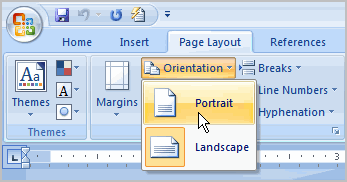 Home Insert Page Layout References
Orientation Breaks
Aa
Themes Margins Portrait Line Numbers
Hyphenation
Themes Landscape
3